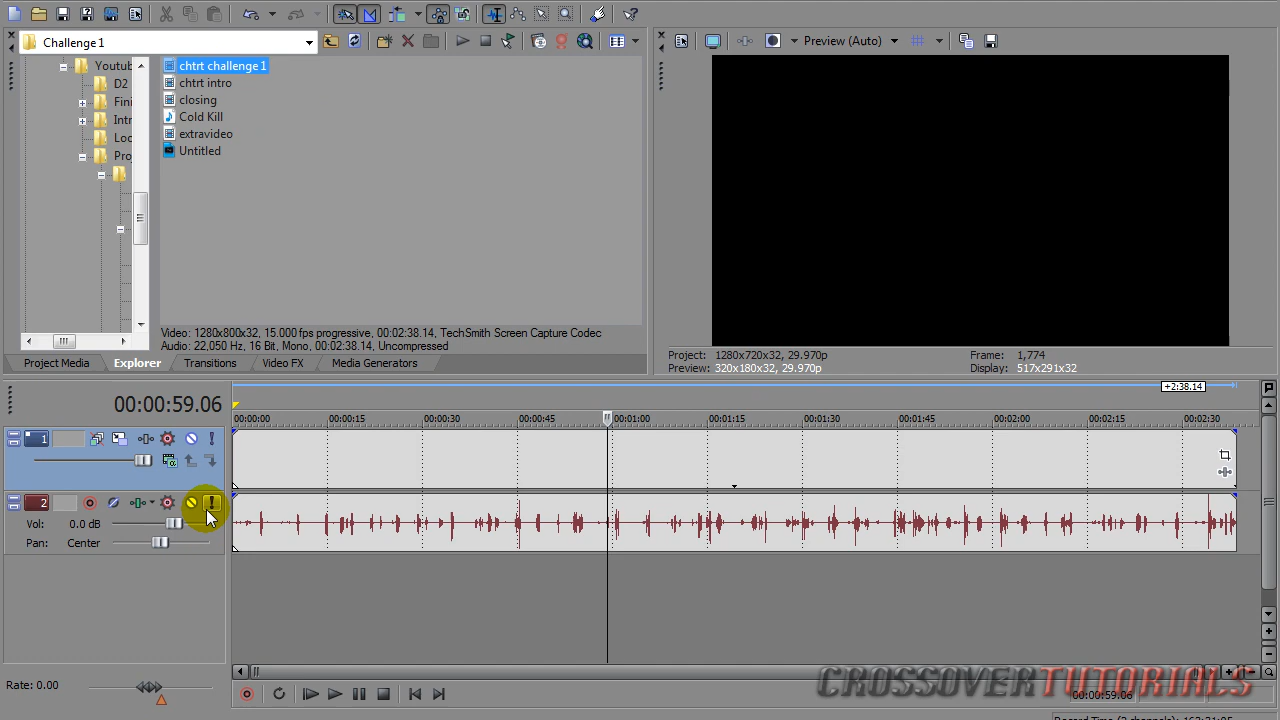 Challenge1
Preview (Auto)
Youtub
D2
Fini
Intr
Loc
Proj
chtrt challenge1
chtrt intro
closing
Cold Kill
extravideo
Untitled
Video: 1280x800x32, 15.000 fps progressive, 00:02:38.14, TechSmith Screen Capture Codec
Audio: 22,050 Hz, 16 Bit, Mono, 00:02:38.14, Uncompressed
Project Media
Explorer
Transitions
Video FX
Media Generators
Project: 1280x720x32, 29.970p
Frame: 1,774
Preview: 320x180x32, 29.970p
Display: 517x291x32
+2:38.14
00:00:59.06
00:00:00 00:00:15 00:00:30 00:00:45 00:01:00 00:01:15 00:01:30 00:01:45 00:02:00 00:02:15 00:02:30
1
2
Vol: 0.0 dB
Pan: Center
Rate: 0.00
CROSSOVERTUTORIALS
00:00:59.06